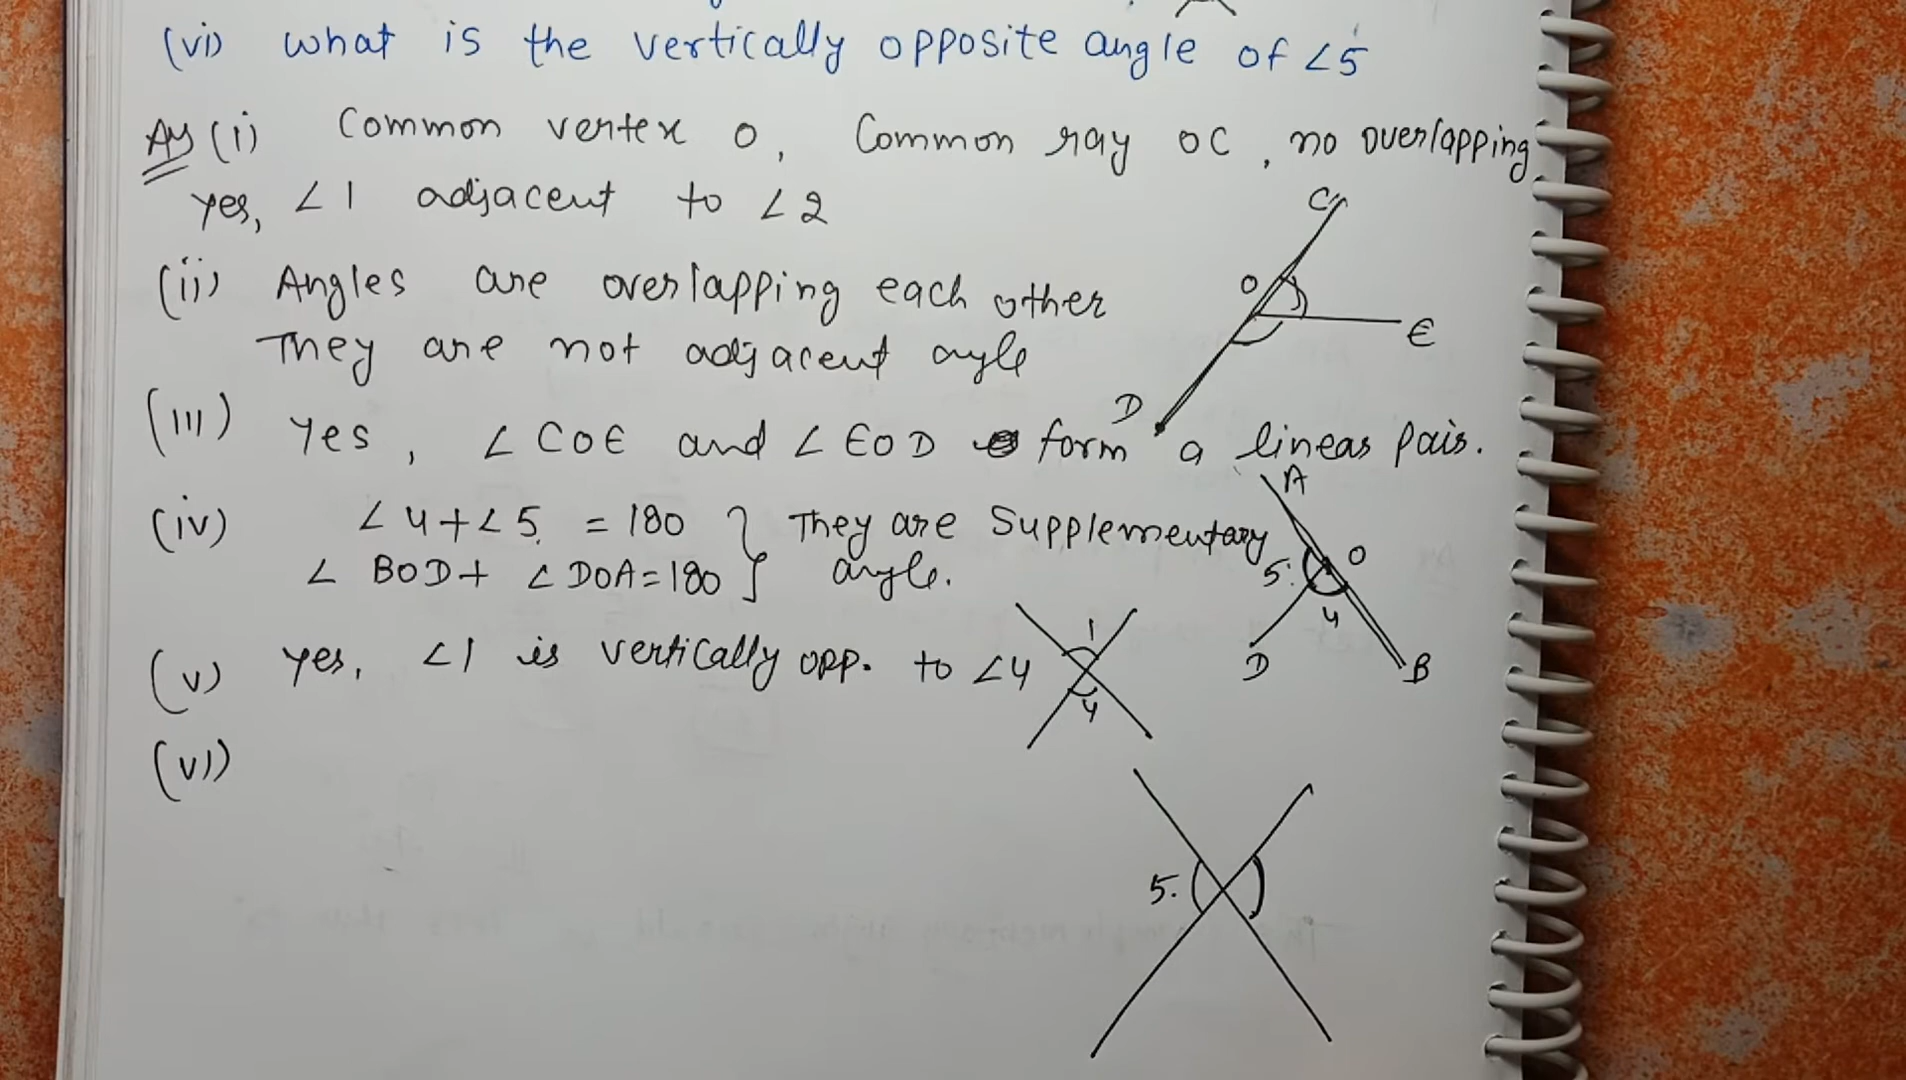 (vi) what is the vertically opposite angle of ∠5
Ans (i) Common vertex O, Common ray OC, no overlapping
yes, ∠1 adjacent to ∠2
C
(ii) Angles are overlapping each other
O
E
They are not adjacent angle
D
(iii) Yes, ∠COE and ∠EOD form a linear pair.
A
(iv) ∠4+∠5 = 180 } They are Supplementary
∠BOD+ ∠DOA=180 } angle.
O
5
4
D
B
(v) yes, ∠1 is vertically opp. to ∠4
1
4
(vi)
5.